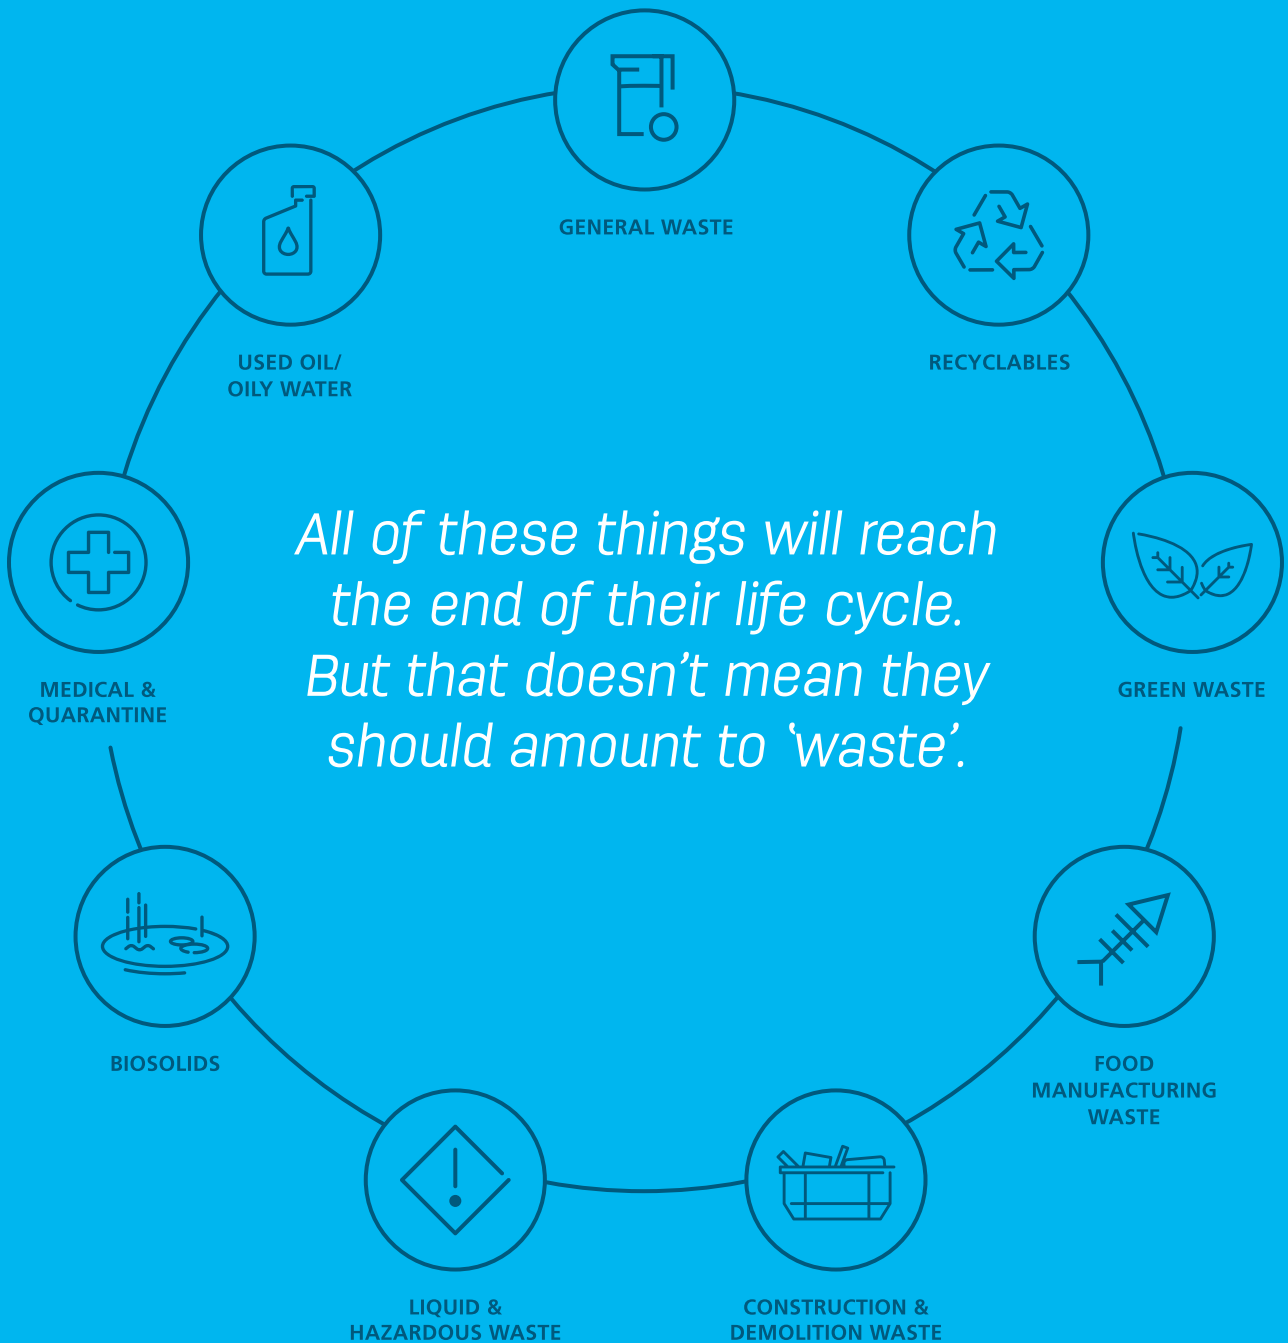 GENERAL WASTE
USED OIL/
OILY WATER
RECYCLABLES
All of these things will reach
the end of their life cycle.
But that doesn’t mean they
should amount to ‘waste’.
MEDICAL &
QUARANTINE
GREEN WASTE
BIOSOLIDS
FOOD
MANUFACTURING
WASTE
LIQUID &
HAZARDOUS WASTE
CONSTRUCTION &
DEMOLITION WASTE